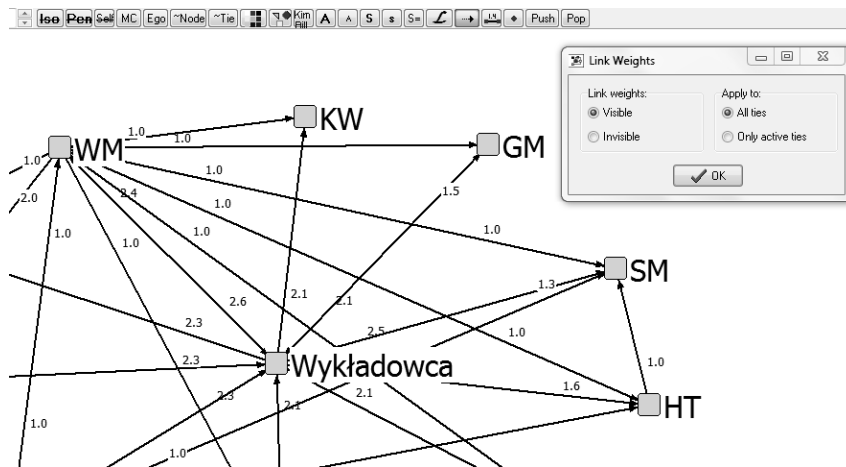 Iso Pen Self MC Ego ~Node ~Tie Kim Bill A A S s S= L 1.4 Push Pop
Link Weights
Link weights:
Apply to:
Visible
All ties
Invisible
Only active ties
OK
KW
1.0
1.0
WM
GM
1.0
1.0
2.4
1.5
2.0
1.0
1.0
1.0
1.0
1.0
SM
1.3
2.6
2.1
2.1
2.3
2.5
1.0
2.3
Wykładowca
1.0
2.3
2.1
2.1
1.6
HT
1.0
1.0